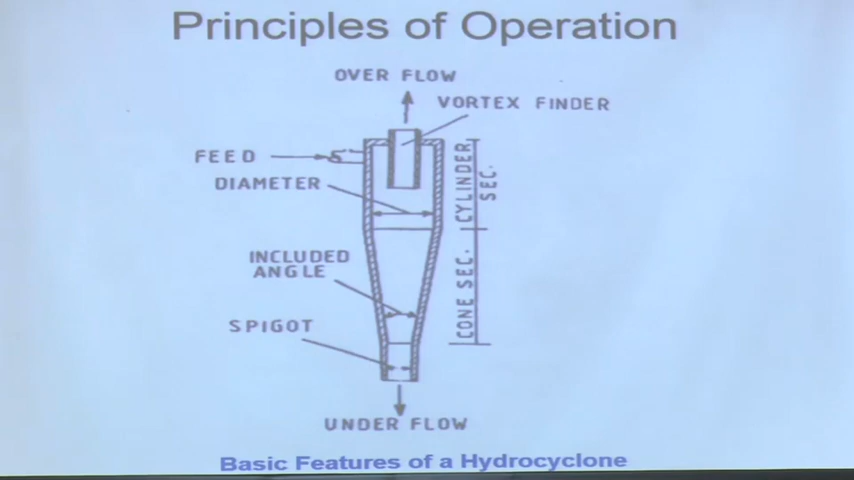 Principles of Operation
OVER FLOW
VORTEX FINDER
FEED
DIAMETER
CYLINDER
SEC.
INCLUDED
ANGLE
CONE SEC.
SPIGOT
UNDER FLOW
Basic Features of a Hydrocyclone